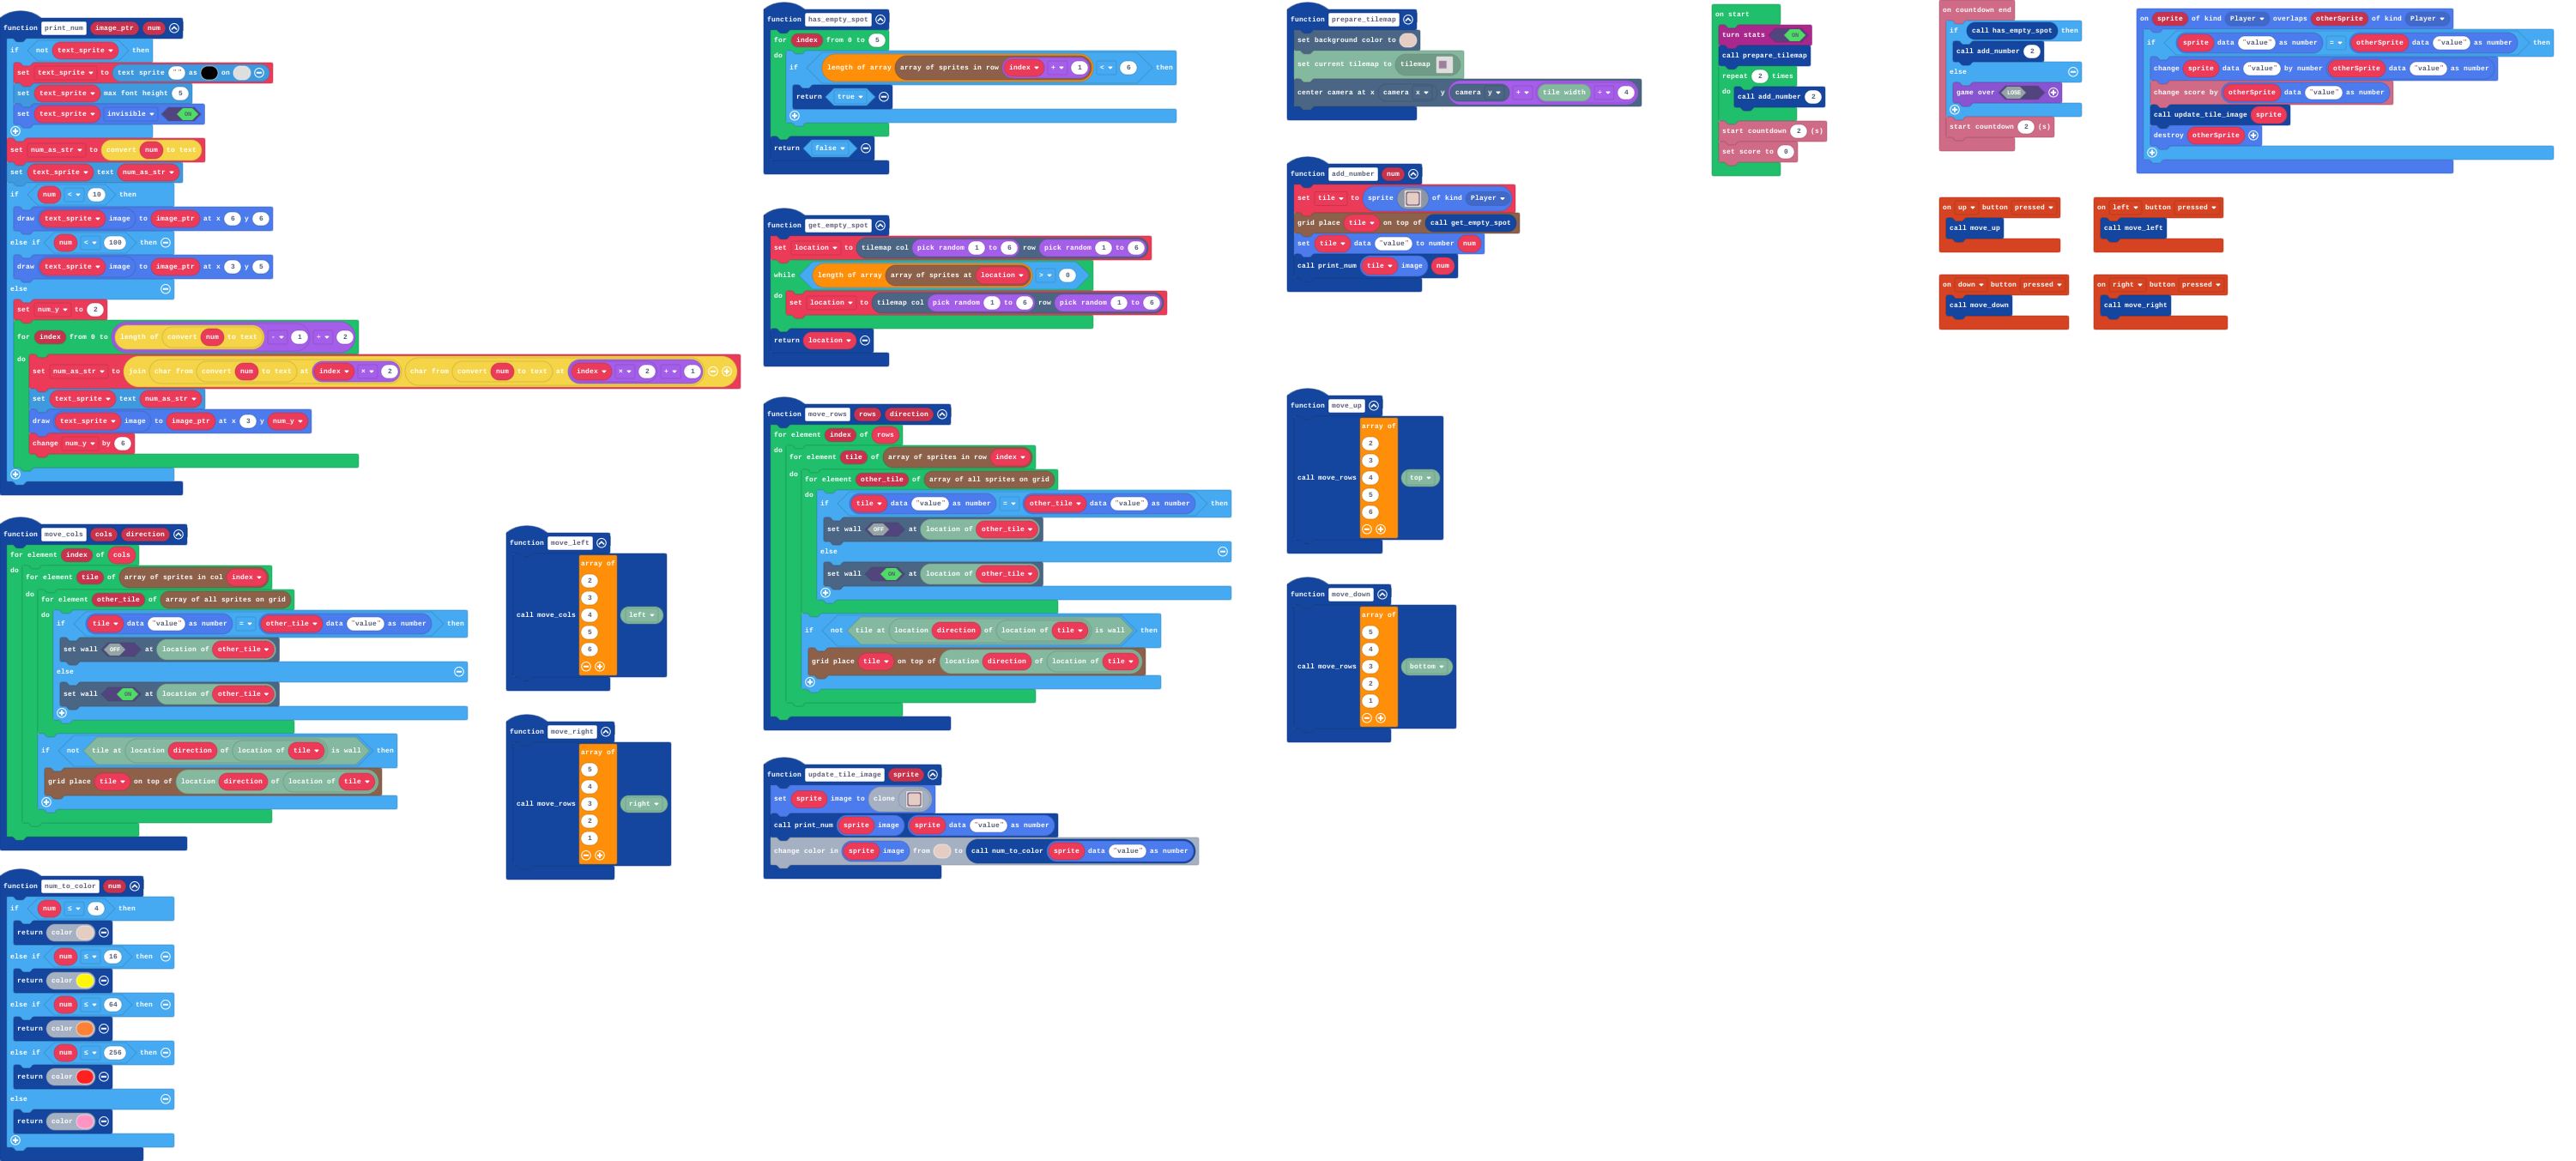 function print_num image_ptr num
if not text_sprite then
set text_sprite to text sprite "" as on
set text_sprite max font height 5
set text_sprite invisible ON
set num_as_str to convert num to text
set text_sprite text num_as_str
if num < 10 then
draw text_sprite image to image_ptr at x 6 y 6
else if num < 100 then
draw text_sprite image to image_ptr at x 3 y 5
else
set num_y to 2
for index from 0 to length of convert num to text - 1 ÷ 2
do
set num_as_str to join char from convert num to text at index × 2 char from convert num to text at index × 2 + 1
set text_sprite text num_as_str
draw text_sprite image to image_ptr at x 3 y num_y
change num_y by 6
function move_cols cols direction
for element index of cols
do
for element tile of array of sprites in col index
do
for element other_tile of array of all sprites on grid
do
if tile data "value" as number = other_tile data "value" as number then
set wall OFF at location of other_tile
else
set wall ON at location of other_tile
if not tile at location direction of location of tile is wall then
grid place tile on top of location direction of location of tile
function num_to_color num
if num ≤ 4 then
return color
else if num ≤ 16 then
return color
else if num ≤ 64 then
return color
else if num ≤ 256 then
return color
else
return color
function move_left
call move_cols array of 2 3 4 5 6 left
function move_right
call move_rows array of 5 4 3 2 1 right
function has_empty_spot
for index from 0 to 5
do
if length of array array of sprites in row index + 1 < 6 then
return true
return false
function get_empty_spot
set location to tilemap col pick random 1 to 6 row pick random 1 to 6
while length of array array of sprites at location > 0
do
set location to tilemap col pick random 1 to 6 row pick random 1 to 6
return location
function move_rows rows direction
for element index of rows
do
for element tile of array of sprites in row index
do
for element other_tile of array of all sprites on grid
do
if tile data "value" as number = other_tile data "value" as number then
set wall OFF at location of other_tile
else
set wall ON at location of other_tile
if not tile at location direction of location of tile is wall then
grid place tile on top of location direction of location of tile
function update_tile_image sprite
set sprite image to clone
call print_num sprite image sprite data "value" as number
change color in sprite image from to call num_to_color sprite data "value" as number
function prepare_tilemap
set background color to
set current tilemap to tilemap
center camera at x camera x y camera y + tile width ÷ 4
function add_number num
set tile to sprite of kind Player
grid place tile on top of call get_empty_spot
set tile data "value" to number num
call print_num tile image num
function move_up
call move_rows array of 2 3 4 5 6 top
function move_down
call move_rows array of 5 4 3 2 1 bottom
on start
turn stats ON
call prepare_tilemap
repeat 2 times
do call add_number 2
start countdown 2 (s)
set score to 0
on countdown end
if call has_empty_spot then
call add_number 2
else
game over LOSE
start countdown 2 (s)
on sprite of kind Player overlaps otherSprite of kind Player
if sprite data "value" as number = otherSprite data "value" as number then
change sprite data "value" by number otherSprite data "value" as number
change score by otherSprite data "value" as number
call update_tile_image sprite
destroy otherSprite
on up button pressed
call move_up
on left button pressed
call move_left
on down button pressed
call move_down
on right button pressed
call move_right